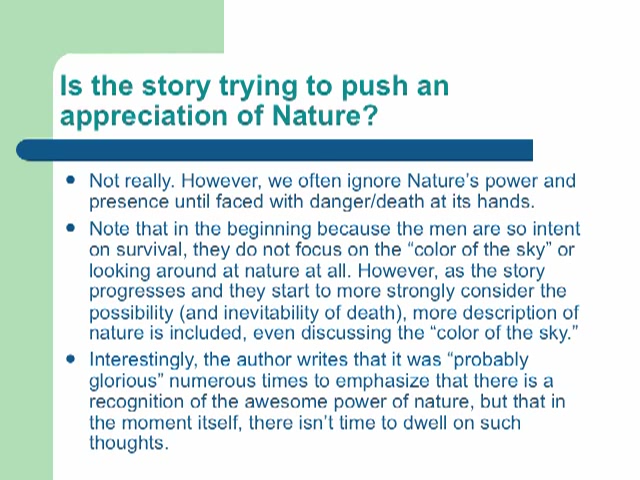 Is the story trying to push an
appreciation of Nature?
Not really. However, we often ignore Nature’s power and
presence until faced with danger/death at its hands.
Note that in the beginning because the men are so intent
on survival, they do not focus on the “color of the sky” or
looking around at nature at all. However, as the story
progresses and they start to more strongly consider the
possibility (and inevitability of death), more description of
nature is included, even discussing the “color of the sky.”
Interestingly, the author writes that it was “probably
glorious” numerous times to emphasize that there is a
recognition of the awesome power of nature, but that in
the moment itself, there isn’t time to dwell on such
thoughts.